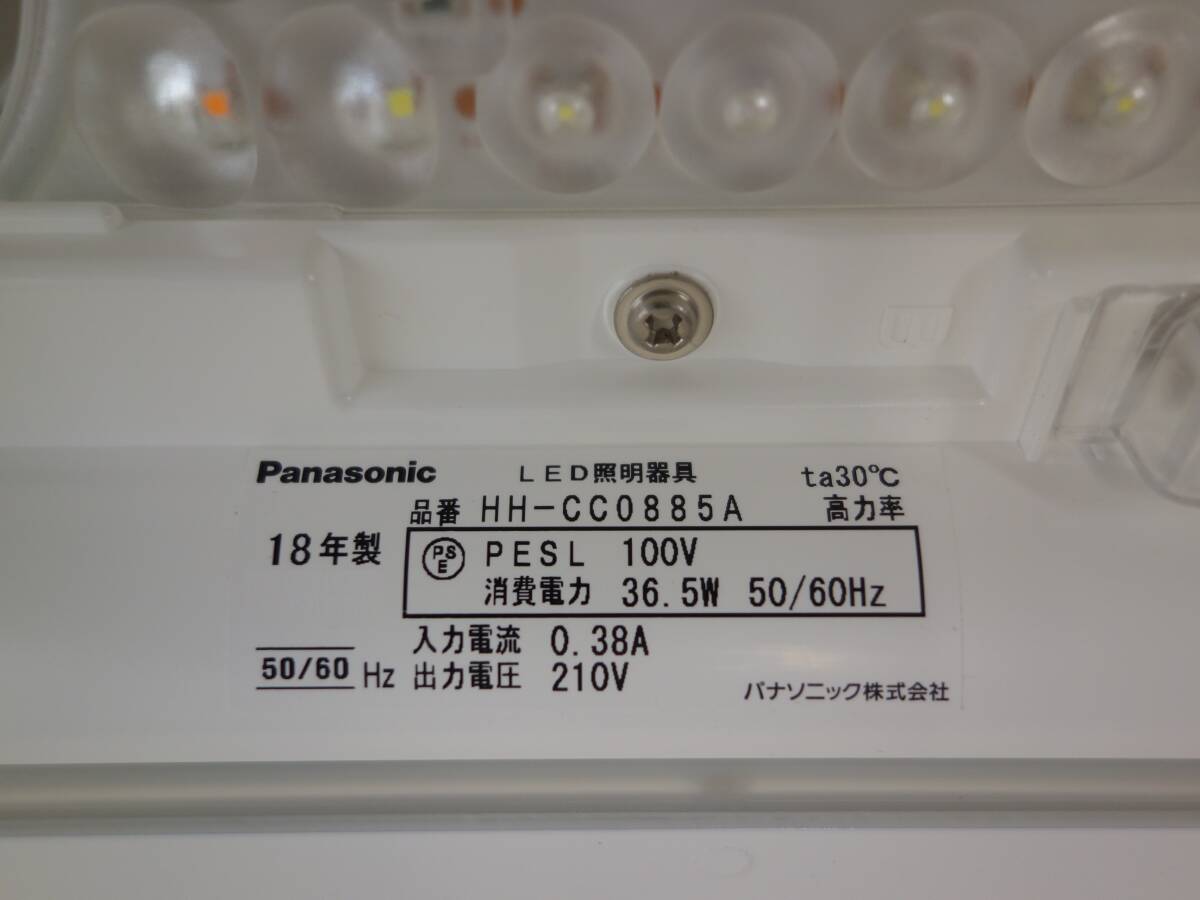 Panasonic LED照明器具 ta30℃
品番 HH-CC0885A 高力率
18年製 PSE PESL 100V
消費電力 36.5W 50/60Hz
入力電流 0.38A
50/60 Hz 出力電圧 210V パナソニック株式会社